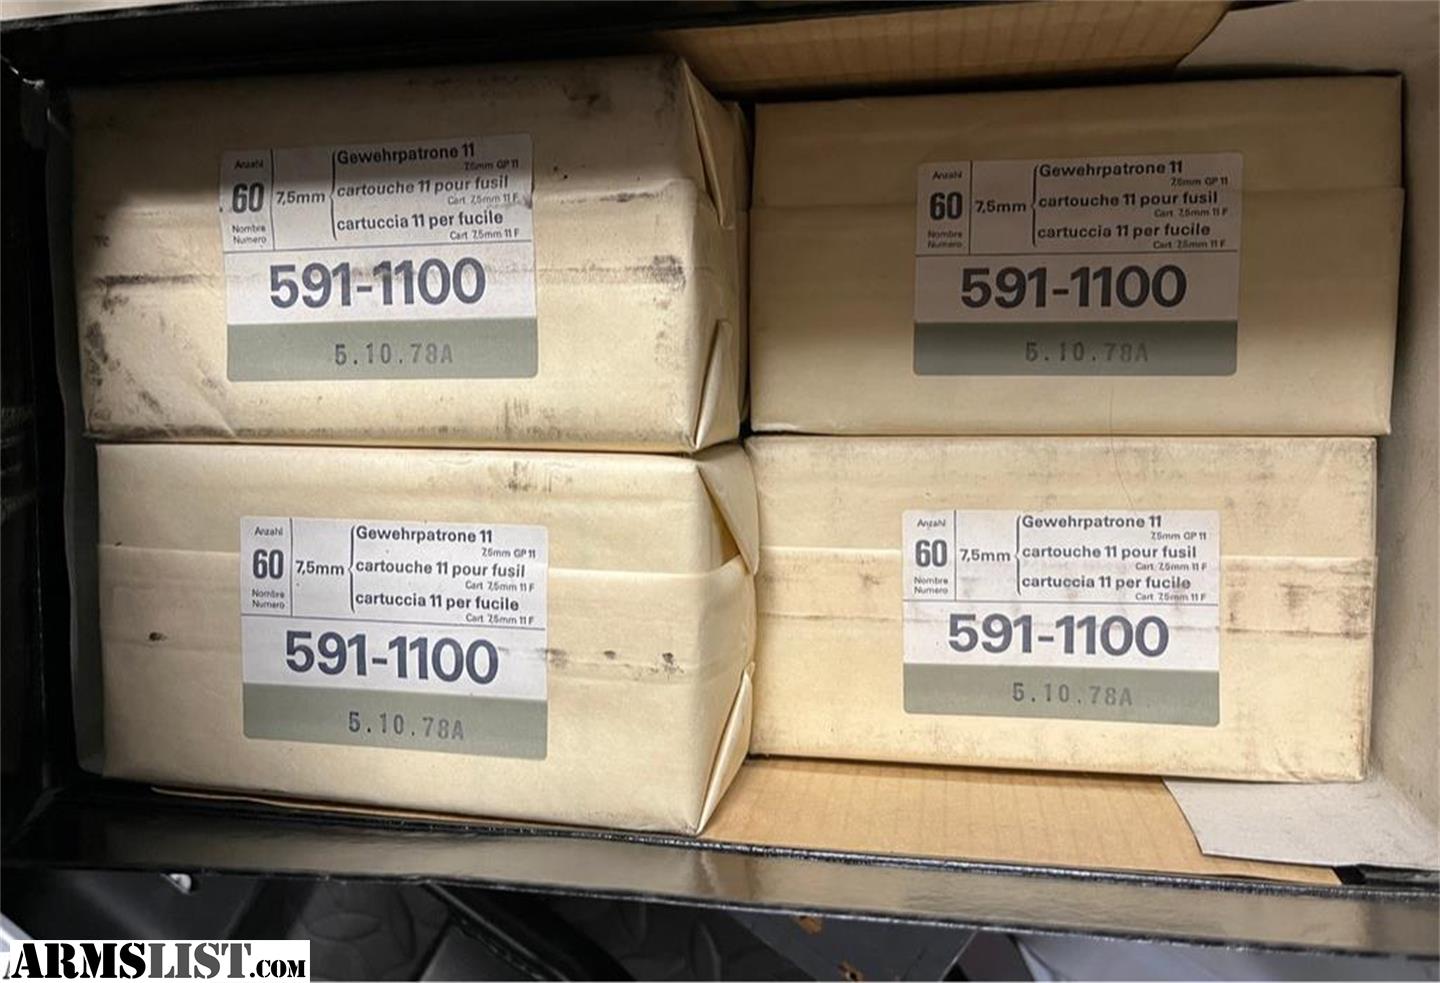 Anzahl
60
Nombre
Numero
7,5mm
Gewehrpatrone 11
7,5mm GP 11
cartouche 11 pour fusil
Cart 7,5mm 11 F
cartuccia 11 per fucile
Cart 7,5mm 11 F
591-1100
5.10.78A
Anzahl
60
Nombre
Numero
7,5mm
Gewehrpatrone 11
7,5mm GP 11
cartouche 11 pour fusil
Cart 7,5mm 11 F
cartuccia 11 per fucile
Cart 7,5mm 11 F
591-1100
5.10.78A
Anzahl
60
Nombre
Numero
7,5mm
Gewehrpatrone 11
7,5mm GP 11
cartouche 11 pour fusil
Cart 7,5mm 11 F
cartuccia 11 per fucile
Cart 7,5mm 11 F
591-1100
5.10.78A
Anzahl
60
Nombre
Numero
7,5mm
Gewehrpatrone 11
7,5mm GP 11
cartouche 11 pour fusil
Cart 7,5mm 11 F
cartuccia 11 per fucile
Cart 7,5mm 11 F
591-1100
5.10.78A
ARMSLIST.COM